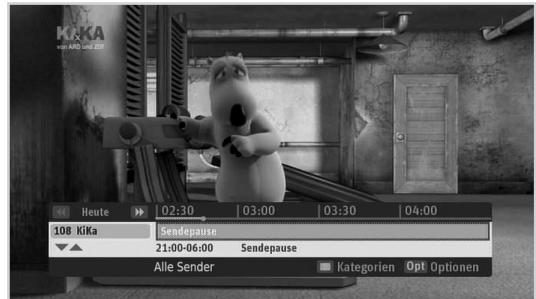 KiKA
von ARD und ZDF
Heute 02:30 03:00 03:30 04:00
108 KiKa Sendepause
21:00-06:00 Sendepause
Alle Sender Kategorien Opt Optionen